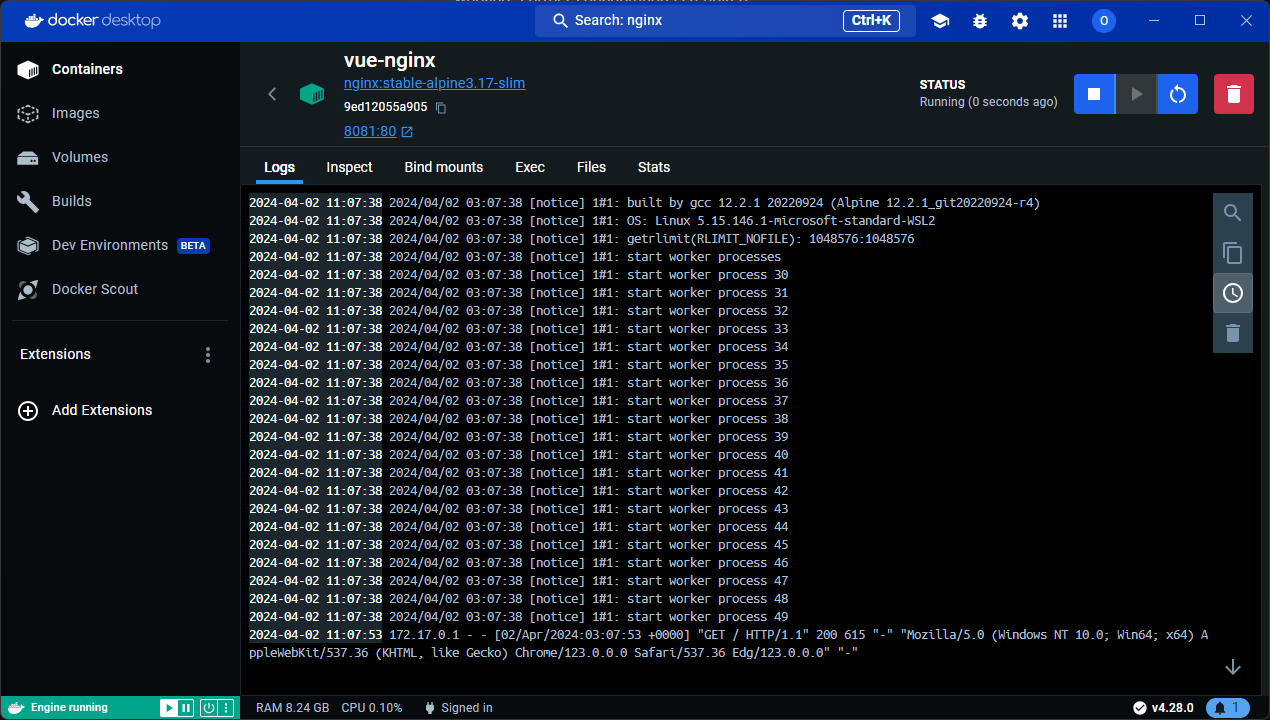 docker desktop
Search: nginx
Ctrl+K
O
Containers
Images
Volumes
Builds
Dev Environments BETA
Docker Scout
Extensions
Add Extensions
vue-nginx
nginx:stable-alpine3.17-slim
9ed12055a905
8081:80
STATUS
Running (0 seconds ago)
Logs Inspect Bind mounts Exec Files Stats
2024-04-02 11:07:38 2024/04/02 03:07:38 [notice] 1#1: built by gcc 12.2.1 20220924 (Alpine 12.2.1_git20220924-r4)
2024-04-02 11:07:38 2024/04/02 03:07:38 [notice] 1#1: OS: Linux 5.15.146.1-microsoft-standard-WSL2
2024-04-02 11:07:38 2024/04/02 03:07:38 [notice] 1#1: getrlimit(RLIMIT_NOFILE): 1048576:1048576
2024-04-02 11:07:38 2024/04/02 03:07:38 [notice] 1#1: start worker processes
2024-04-02 11:07:38 2024/04/02 03:07:38 [notice] 1#1: start worker process 30
2024-04-02 11:07:38 2024/04/02 03:07:38 [notice] 1#1: start worker process 31
2024-04-02 11:07:38 2024/04/02 03:07:38 [notice] 1#1: start worker process 32
2024-04-02 11:07:38 2024/04/02 03:07:38 [notice] 1#1: start worker process 33
2024-04-02 11:07:38 2024/04/02 03:07:38 [notice] 1#1: start worker process 34
2024-04-02 11:07:38 2024/04/02 03:07:38 [notice] 1#1: start worker process 35
2024-04-02 11:07:38 2024/04/02 03:07:38 [notice] 1#1: start worker process 36
2024-04-02 11:07:38 2024/04/02 03:07:38 [notice] 1#1: start worker process 37
2024-04-02 11:07:38 2024/04/02 03:07:38 [notice] 1#1: start worker process 38
2024-04-02 11:07:38 2024/04/02 03:07:38 [notice] 1#1: start worker process 39
2024-04-02 11:07:38 2024/04/02 03:07:38 [notice] 1#1: start worker process 40
2024-04-02 11:07:38 2024/04/02 03:07:38 [notice] 1#1: start worker process 41
2024-04-02 11:07:38 2024/04/02 03:07:38 [notice] 1#1: start worker process 42
2024-04-02 11:07:38 2024/04/02 03:07:38 [notice] 1#1: start worker process 43
2024-04-02 11:07:38 2024/04/02 03:07:38 [notice] 1#1: start worker process 44
2024-04-02 11:07:38 2024/04/02 03:07:38 [notice] 1#1: start worker process 45
2024-04-02 11:07:38 2024/04/02 03:07:38 [notice] 1#1: start worker process 46
2024-04-02 11:07:38 2024/04/02 03:07:38 [notice] 1#1: start worker process 47
2024-04-02 11:07:38 2024/04/02 03:07:38 [notice] 1#1: start worker process 48
2024-04-02 11:07:38 2024/04/02 03:07:38 [notice] 1#1: start worker process 49
2024-04-02 11:07:53 172.17.0.1 - - [02/Apr/2024:03:07:53 +0000] "GET / HTTP/1.1" 200 615 "-" "Mozilla/5.0 (Windows NT 10.0; Win64; x64) A
ppleWebKit/537.36 (KHTML, like Gecko) Chrome/123.0.0.0 Safari/537.36 Edg/123.0.0.0" "-"
Engine running
RAM 8.24 GB CPU 0.10% Signed in
v4.28.0
1